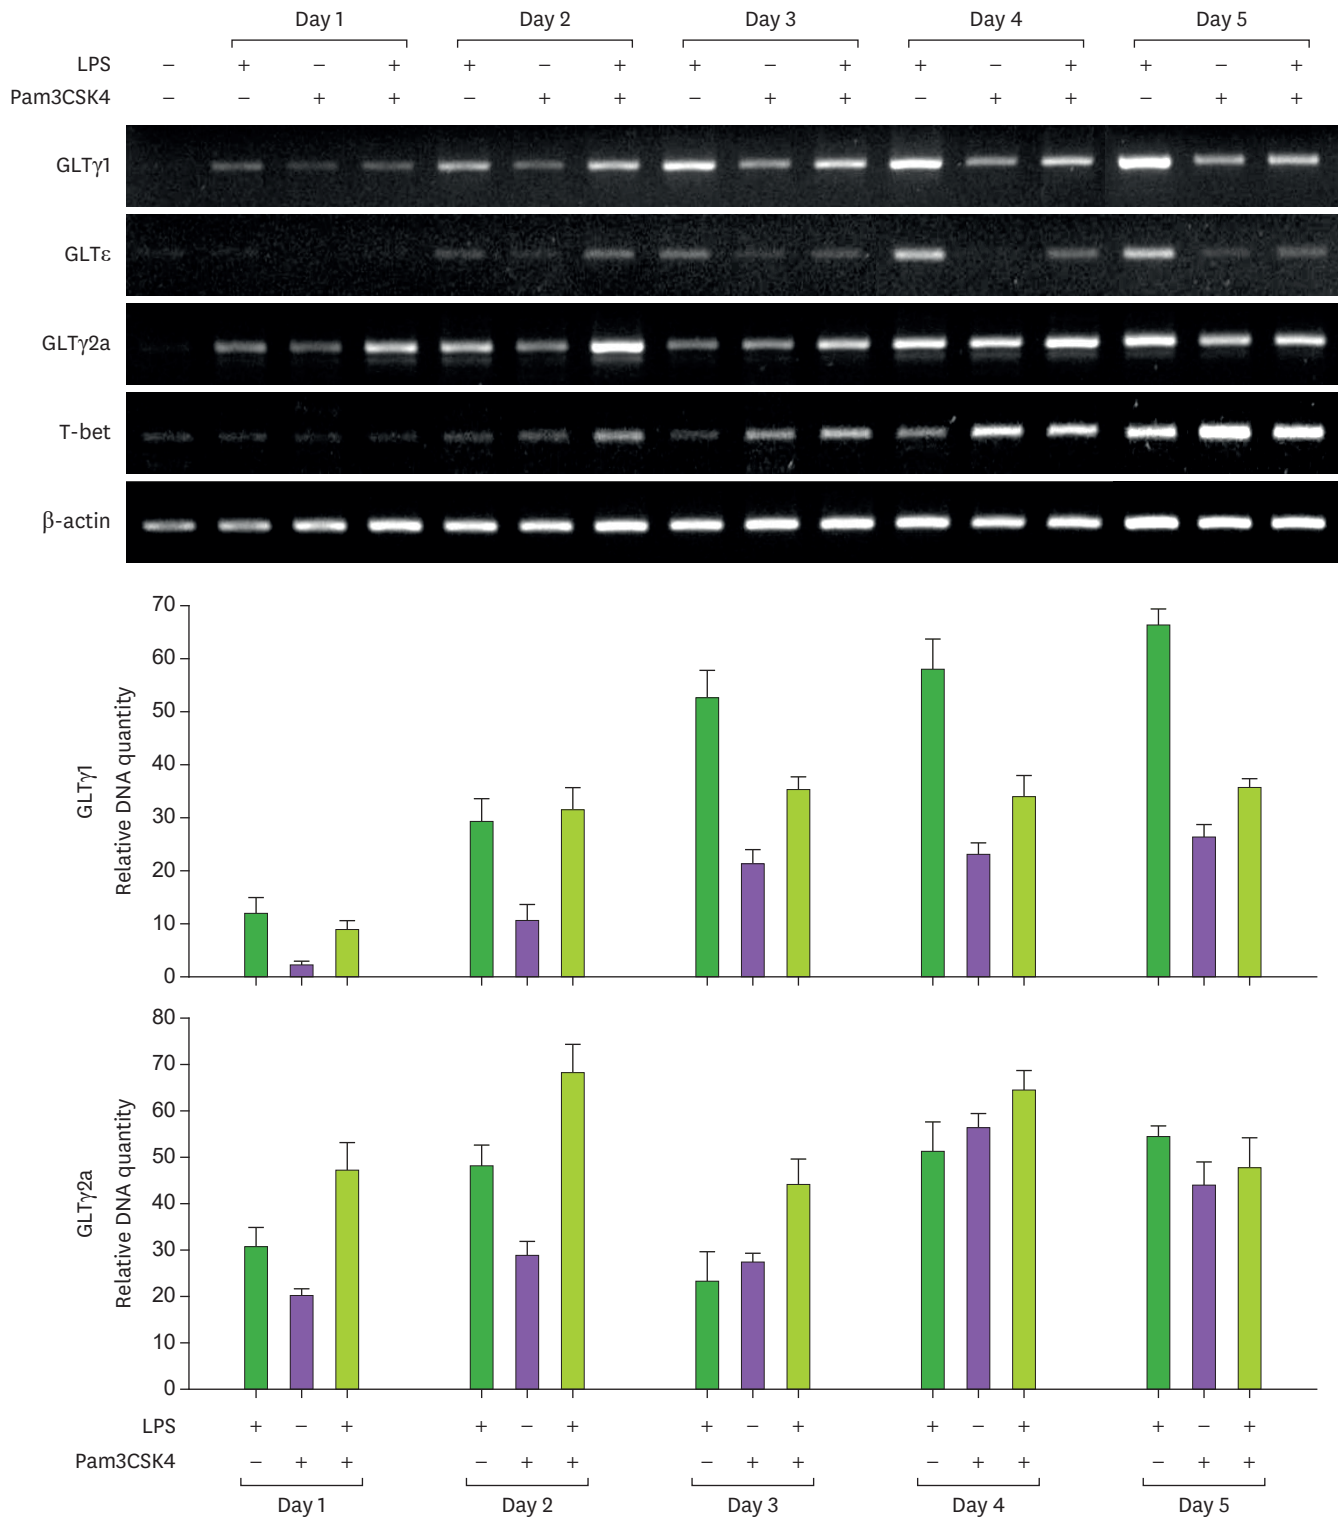 Day 1 Day 2 Day 3 Day 4 Day 5
LPS − + − + + − + + − + + − + + − +
Pam3CSK4 − − + + − + + − + + − + + − + +
GLTγ1
GLTε
GLTγ2a
T-bet
β-actin
GLTγ1
Relative DNA quantity
70
60
50
40
30
20
10
0
GLTγ2a
Relative DNA quantity
80
70
60
50
40
30
20
10
0
LPS + − + + − + + − + + − + + − +
Pam3CSK4 − + + − + + − + + − + + − + +
Day 1 Day 2 Day 3 Day 4 Day 5